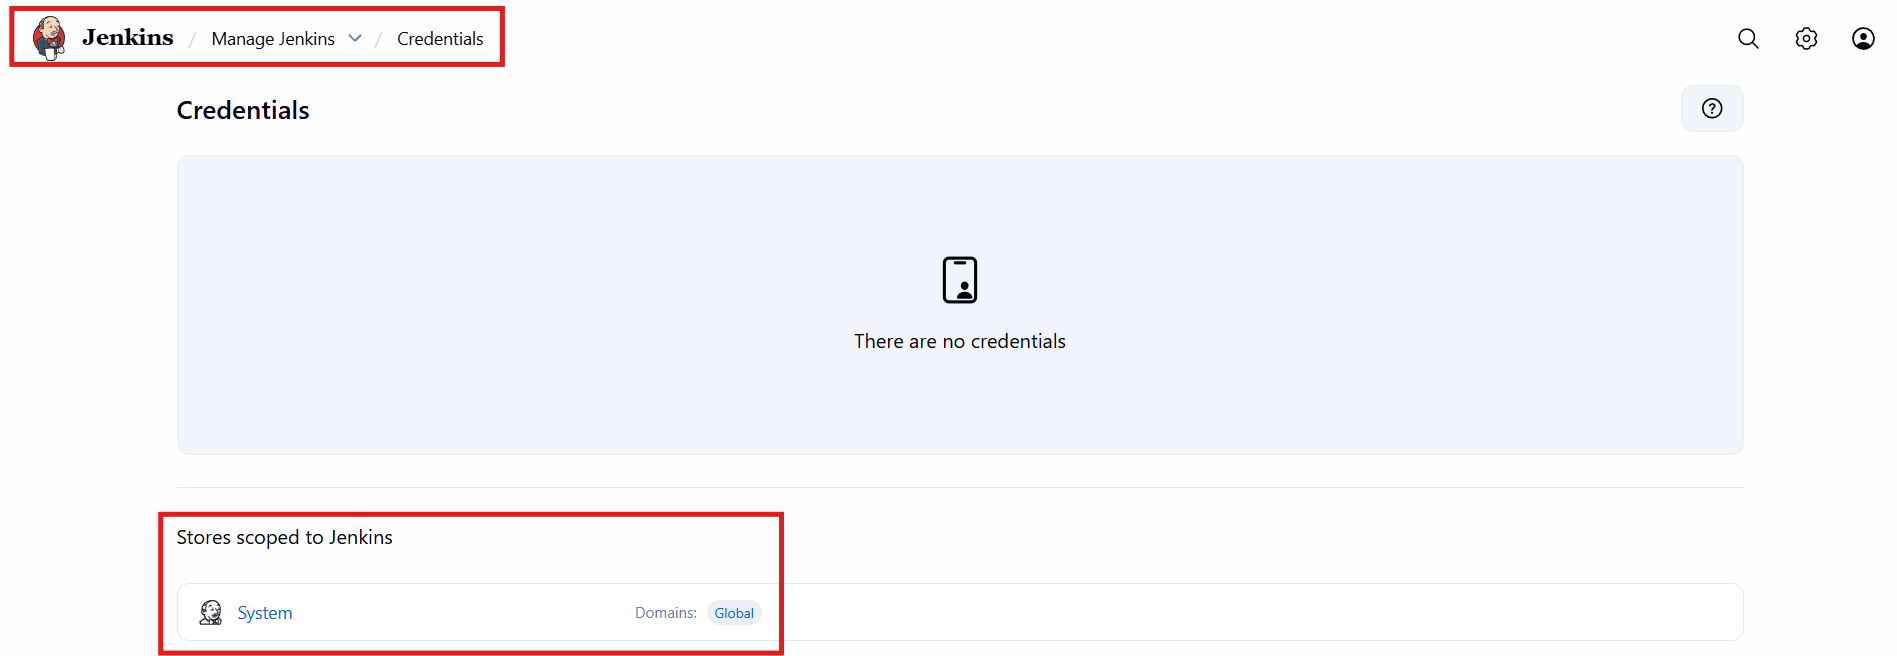 Jenkins / Manage Jenkins / Credentials
Credentials
There are no credentials
Stores scoped to Jenkins
System Domains: Global